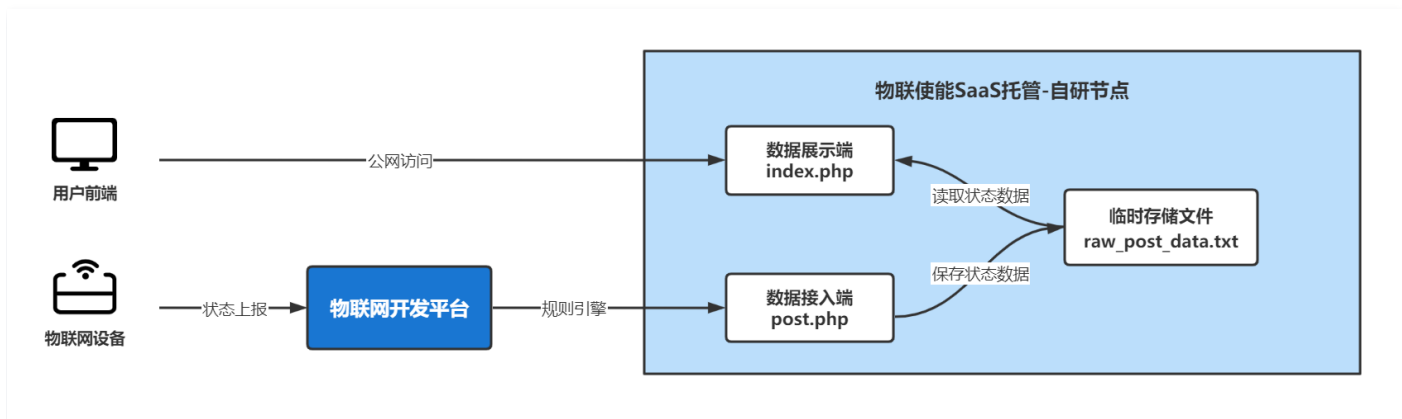 物联使能SaaS托管-自研节点
用户前端
公网访问
数据展示端
index.php
读取状态数据
临时存储文件
raw_post_data.txt
保存状态数据
物联网设备
状态上报
物联网开发平台
规则引擎
数据接入端
post.php